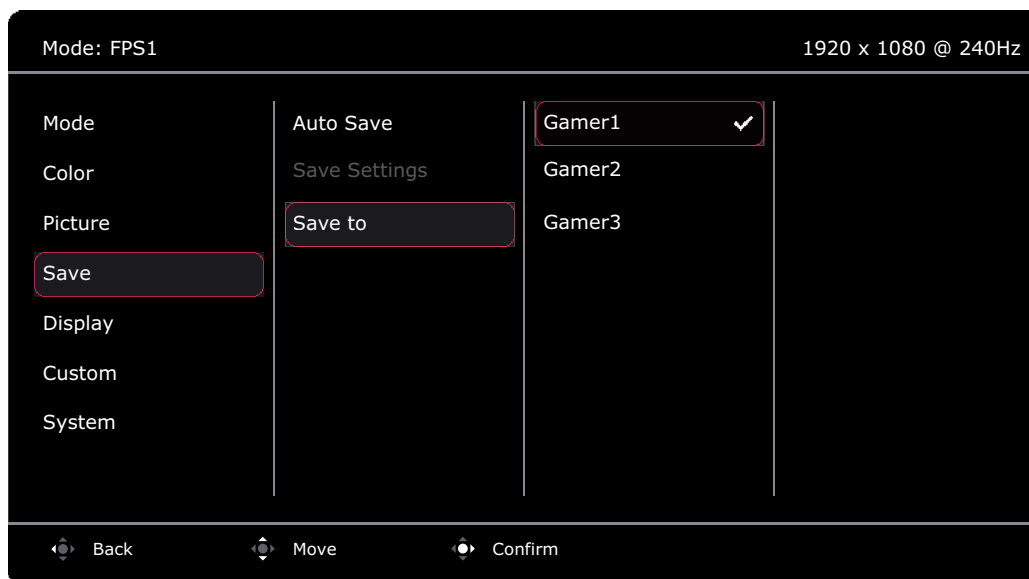 Mode: FPS1
1920 x 1080 @ 240Hz
Mode
Color
Picture
Save
Display
Custom
System
Auto Save
Save Settings
Save to
Gamer1
Gamer2
Gamer3
Back
Move
Confirm